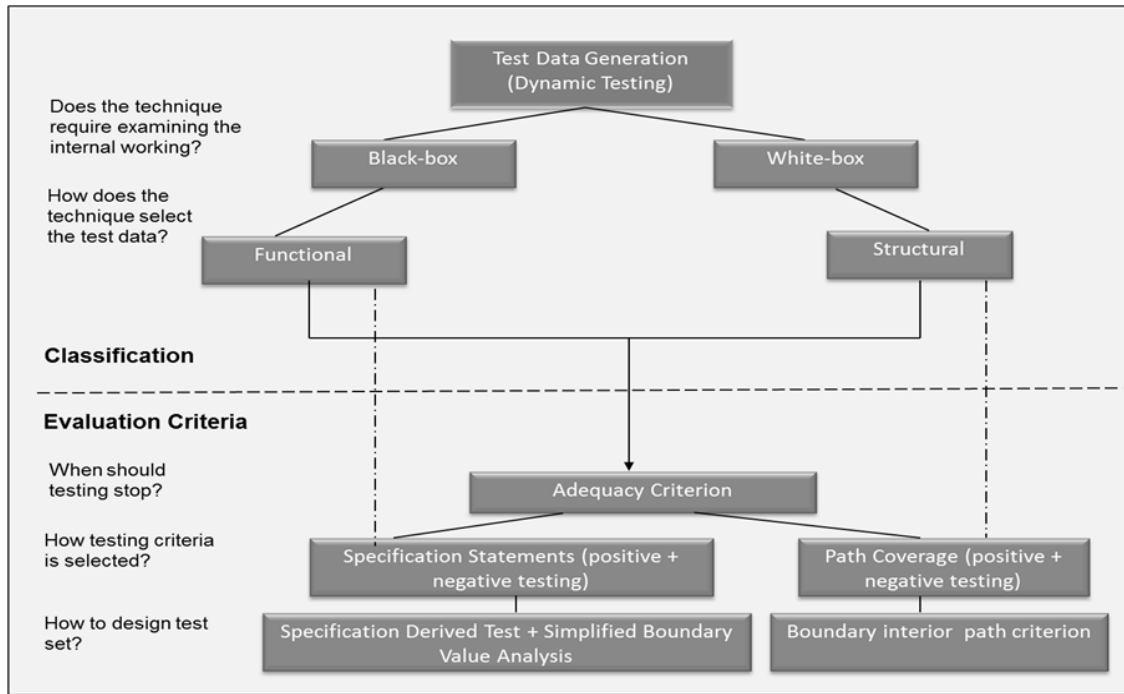 Test Data Generation
(Dynamic Testing)
Does the technique
require examining the
internal working?
Black-box
White-box
How does the
technique select
the test data?
Functional
Structural
Classification
Evaluation Criteria
When should
testing stop?
Adequacy Criterion
How testing criteria
is selected?
Specification Statements (positive +
negative testing)
Path Coverage (positive +
negative testing)
How to design test
set?
Specification Derived Test + Simplified Boundary
Value Analysis
Boundary interior path criterion